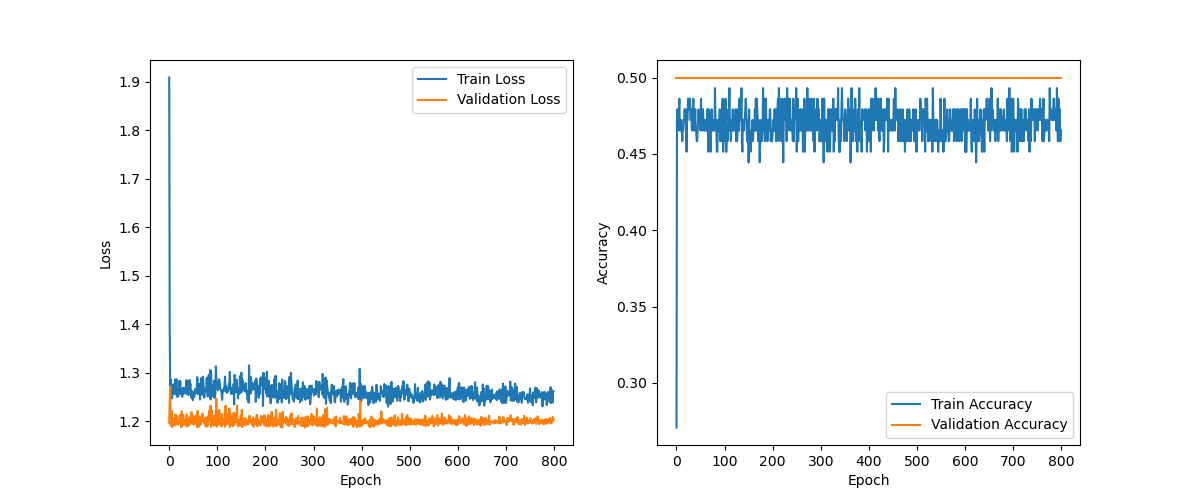 1.9
1.8
1.7
1.6
1.5
1.4
1.3
1.2
Loss
0 100 200 300 400 500 600 700 800
Epoch
Train Loss
Validation Loss
0.50
0.45
0.40
0.35
0.30
Accuracy
0 100 200 300 400 500 600 700 800
Epoch
Train Accuracy
Validation Accuracy